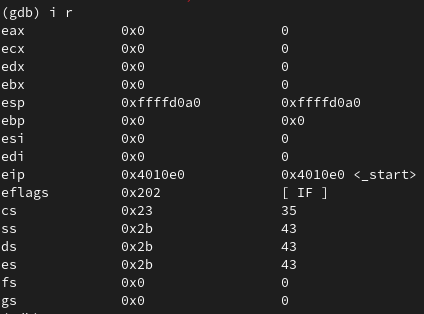 (gdb) i r
eax 0x0 0
ecx 0x0 0
edx 0x0 0
ebx 0x0 0
esp 0xffffd0a0 0xffffd0a0
ebp 0x0 0x0
esi 0x0 0
edi 0x0 0
eip 0x4010e0 0x4010e0 <_start>
eflags 0x202 [ IF ]
cs 0x23 35
ss 0x2b 43
ds 0x2b 43
es 0x2b 43
fs 0x0 0
gs 0x0 0